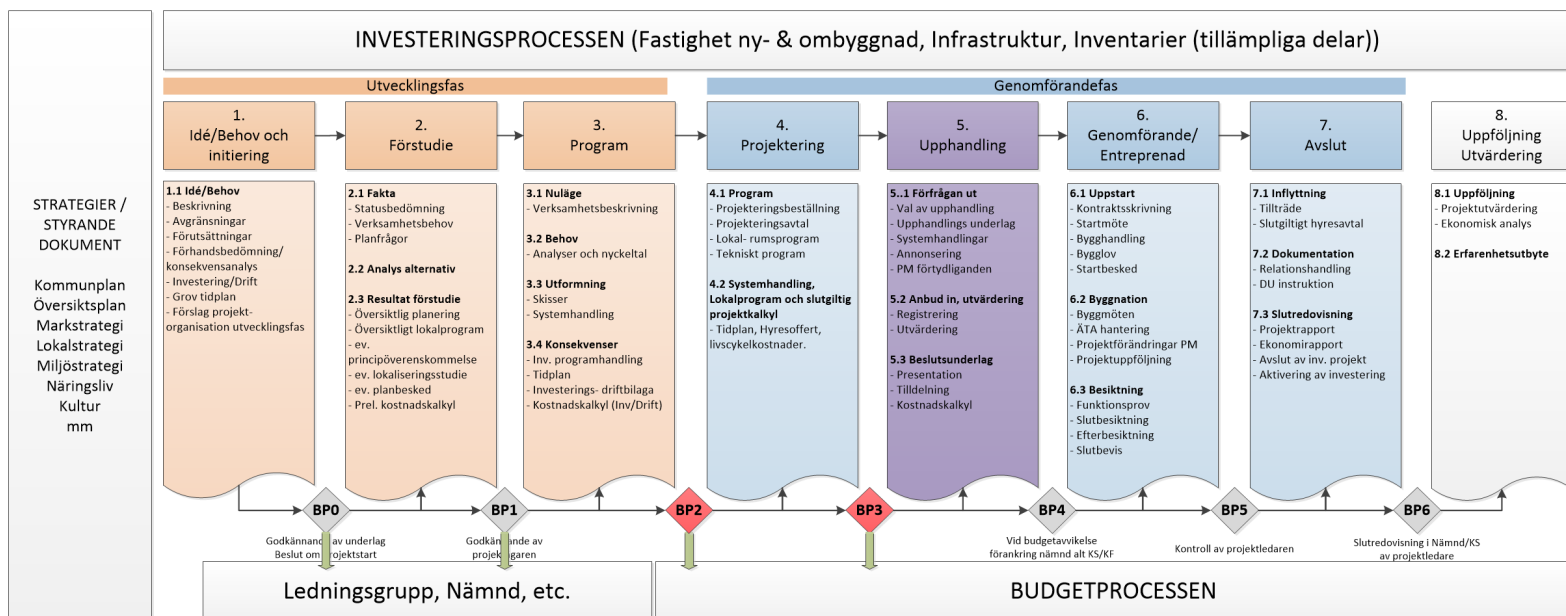 INVESTERINGSPROCESSEN (Fastighet ny- & ombyggnad, Infrastruktur, Inventarier (tillämpliga delar))
STRATEGIER /
STYRANDE
DOKUMENT
Kommunplan
Översiktsplan
Markstrategi
Lokalstrategi
Miljöstrategi
Näringsliv
Kultur
mm
Utvecklingsfas
Genomförandefas
1.
Idé/Behov och
initiering
2.
Förstudie
3.
Program
4.
Projektering
5.
Upphandling
6.
Genomförande/
Entreprenad
7.
Avslut
8.
Uppföljning
Utvärdering
1.1 Idé/Behov
- Beskrivning
- Avgränsningar
- Förutsättningar
- Förhandsbedömning/
konsekvensanalys
- Investering/Drift
- Grov tidplan
- Förslag projekt-
organisation utvecklingsfas
2.1 Fakta
- Statusbedömning
- Verksamhetsbehov
- Planfrågor
2.2 Analys alternativ
2.3 Resultat förstudie
- Översiktlig planering
- Översiktligt lokalprogram
- ev.
principöverenskommelse
- ev. lokaliseringsstudie
- ev. planbesked
- Prel. kostnadskalkyl
3.1 Nuläge
- Verksamhetsbeskrivning
3.2 Behov
- Analyser och nyckeltal
3.3 Utformning
- Skisser
- Systemhandling
3.4 Konsekvenser
- Inv. programhandling
- Tidplan
- Investerings- driftbilaga
- Kostnadskalkyl (Inv/Drift)
4.1 Program
- Projekteringsbeställning
- Projekteringsavtal
- Lokal- rumsprogram
- Tekniskt program
4.2 Systemhandling,
Lokalprogram och slutgiltig
projektkalkyl
- Tidplan, Hyresoffert,
livscykelkostnader.
5..1 Förfrågan ut
- Val av upphandling
- Upphandlings underlag
- Systemhandlingar
- Annonsering
- PM förtydliganden
5.2 Anbud in, utvärdering
- Registrering
- Utvärdering
5.3 Beslutsunderlag
- Presentation
- Tilldelning
- Kostnadskalkyl
6.1 Uppstart
- Kontraktsskrivning
- Startmöte
- Bygghandling
- Bygglov
- Startbesked
6.2 Byggnation
- Byggmöten
- ÄTA hantering
- Projektförändringar PM
- Projektuppföljning
6.3 Besiktning
- Funktionsprov
- Slutbesiktning
- Efterbesiktning
- Slutbevis
7.1 Inflyttning
- Tillträde
- Slutgiltigt hyresavtal
7.2 Dokumentation
- Relationshandling
- DU instruktion
7.3 Slutredovisning
- Projektrapport
- Ekonomirapport
- Avslut av inv. projekt
- Aktivering av investering
8.1 Uppföljning
- Projektutvärdering
- Ekonomisk analys
8.2 Erfarenhetsutbyte
BP0
BP1
BP2
BP3
BP4
BP5
BP6
Godkännande av underlag
Beslut om projektstart
Godkännande av
projektägaren
Vid budgetavvikelse
förankring nämnd alt KS/KF
Kontroll av projektledaren
Slutredovisning i Nämnd/KS
av projektledare
Ledningsgrupp, Nämnd, etc.
BUDGETPROCESSEN